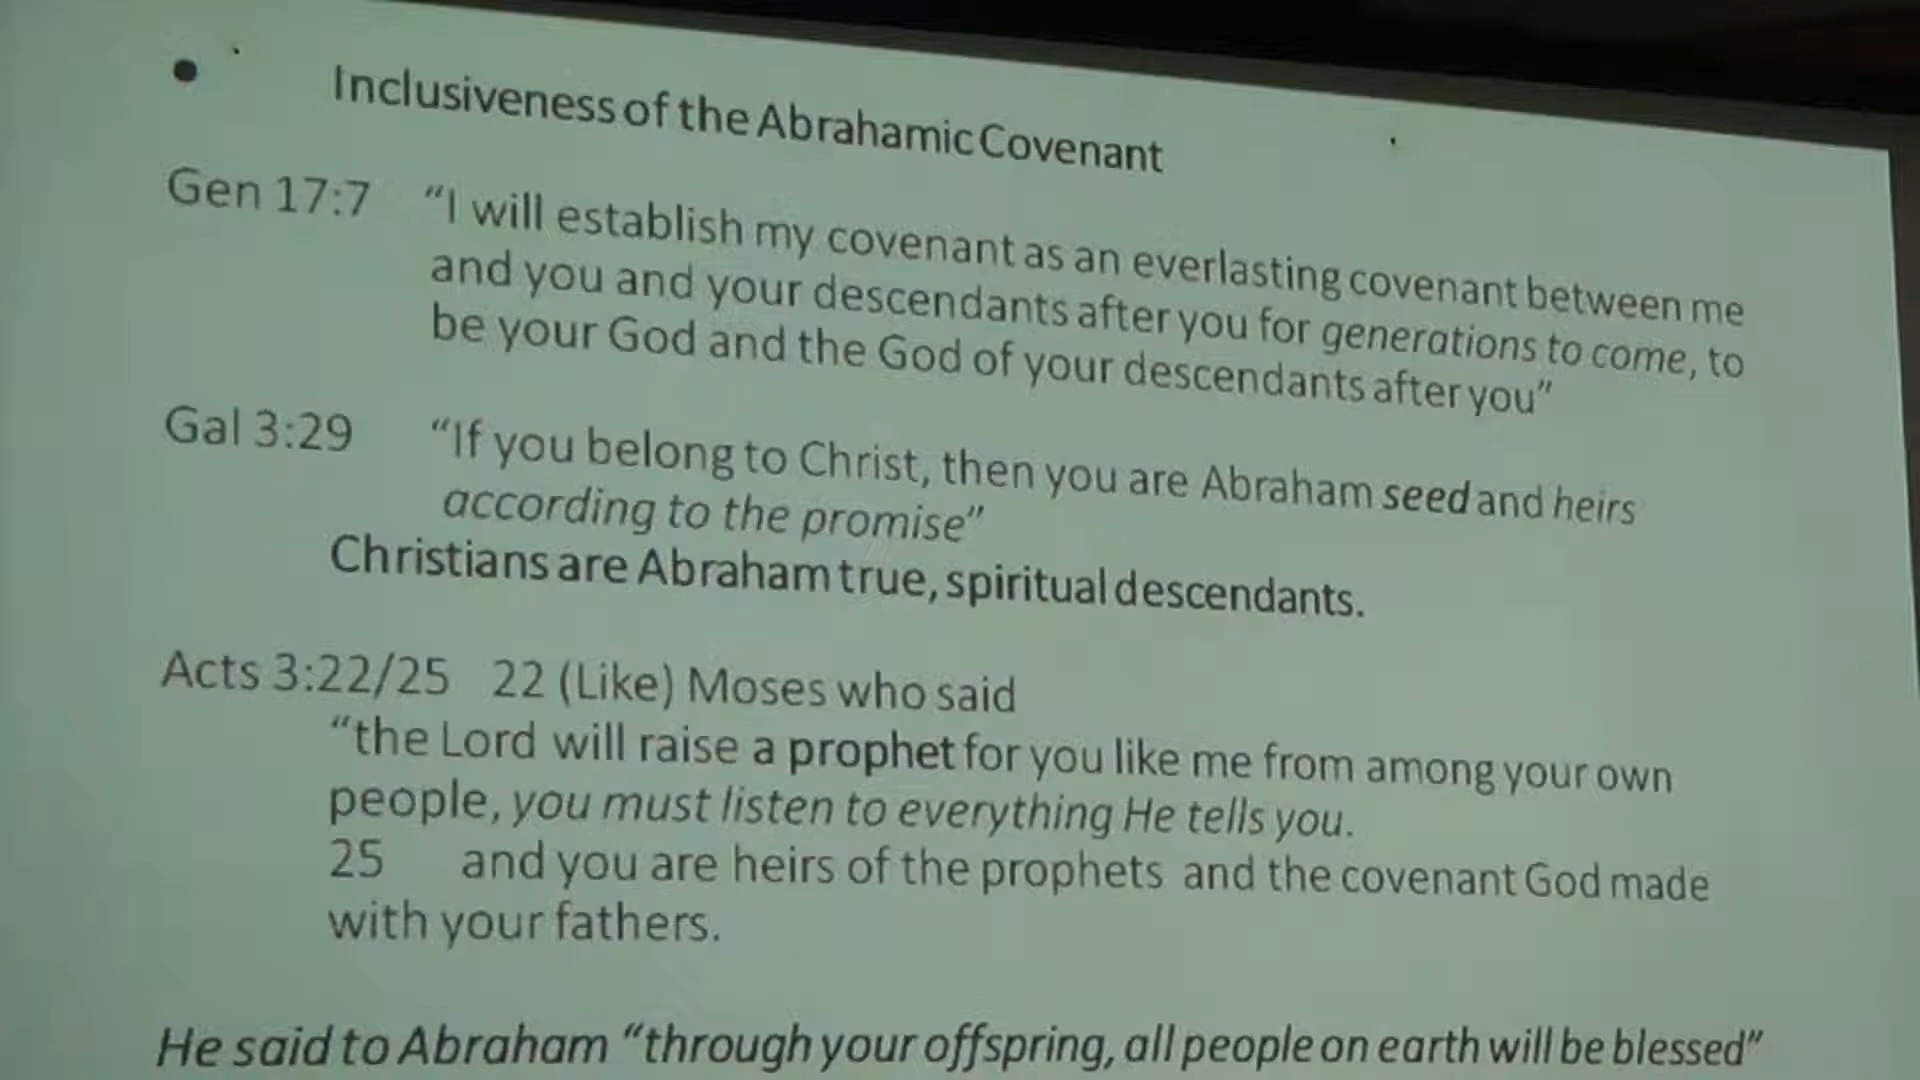 • Inclusiveness of the Abrahamic Covenant
Gen 17:7 “I will establish my covenant as an everlasting covenant between me
and you and your descendants after you for generations to come, to
be your God and the God of your descendants after you”
Gal 3:29 “If you belong to Christ, then you are Abraham seed and heirs
according to the promise”
Christians are Abraham true, spiritual descendants.
Acts 3:22/25 22 (Like) Moses who said
“the Lord will raise a prophet for you like me from among your own
people, you must listen to everything He tells you.
25 and you are heirs of the prophets and the covenant God made
with your fathers.
He said to Abraham “through your offspring, all people on earth will be blessed”